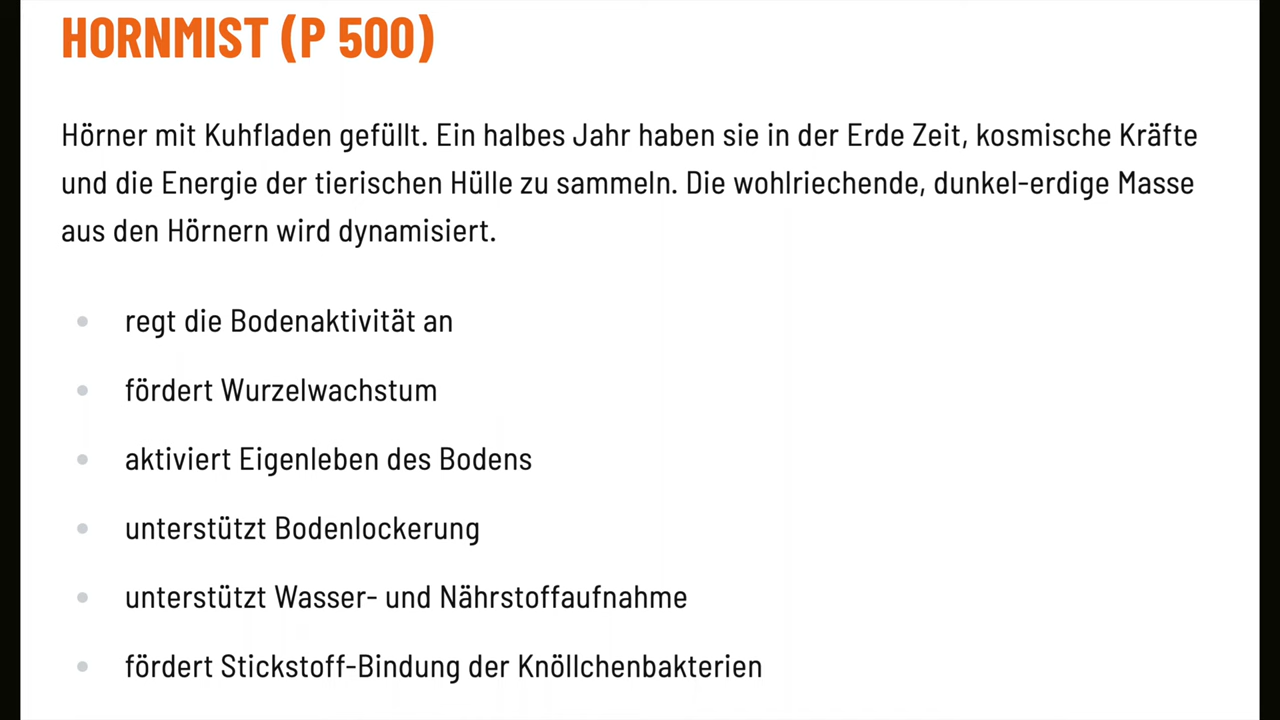 HORNMIST (P 500)
Hörner mit Kuhfladen gefüllt. Ein halbes Jahr haben sie in der Erde Zeit, kosmische Kräfte
und die Energie der tierischen Hülle zu sammeln. Die wohlriechende, dunkel-erdige Masse
aus den Hörnern wird dynamisiert.
• regt die Bodenaktivität an
• fördert Wurzelwachstum
• aktiviert Eigenleben des Bodens
• unterstützt Bodenlockerung
• unterstützt Wasser- und Nährstoffaufnahme
• fördert Stickstoff-Bindung der Knöllchenbakterien